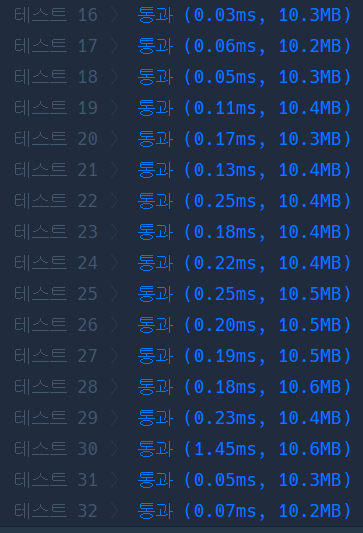 테스트 16 > 통과 (0.03ms, 10.3MB)
테스트 17 > 통과 (0.06ms, 10.2MB)
테스트 18 > 통과 (0.05ms, 10.3MB)
테스트 19 > 통과 (0.11ms, 10.4MB)
테스트 20 > 통과 (0.17ms, 10.3MB)
테스트 21 > 통과 (0.13ms, 10.4MB)
테스트 22 > 통과 (0.25ms, 10.4MB)
테스트 23 > 통과 (0.18ms, 10.4MB)
테스트 24 > 통과 (0.22ms, 10.4MB)
테스트 25 > 통과 (0.25ms, 10.5MB)
테스트 26 > 통과 (0.20ms, 10.5MB)
테스트 27 > 통과 (0.19ms, 10.5MB)
테스트 28 > 통과 (0.18ms, 10.6MB)
테스트 29 > 통과 (0.23ms, 10.4MB)
테스트 30 > 통과 (1.45ms, 10.6MB)
테스트 31 > 통과 (0.05ms, 10.3MB)
테스트 32 > 통과 (0.07ms, 10.2MB)